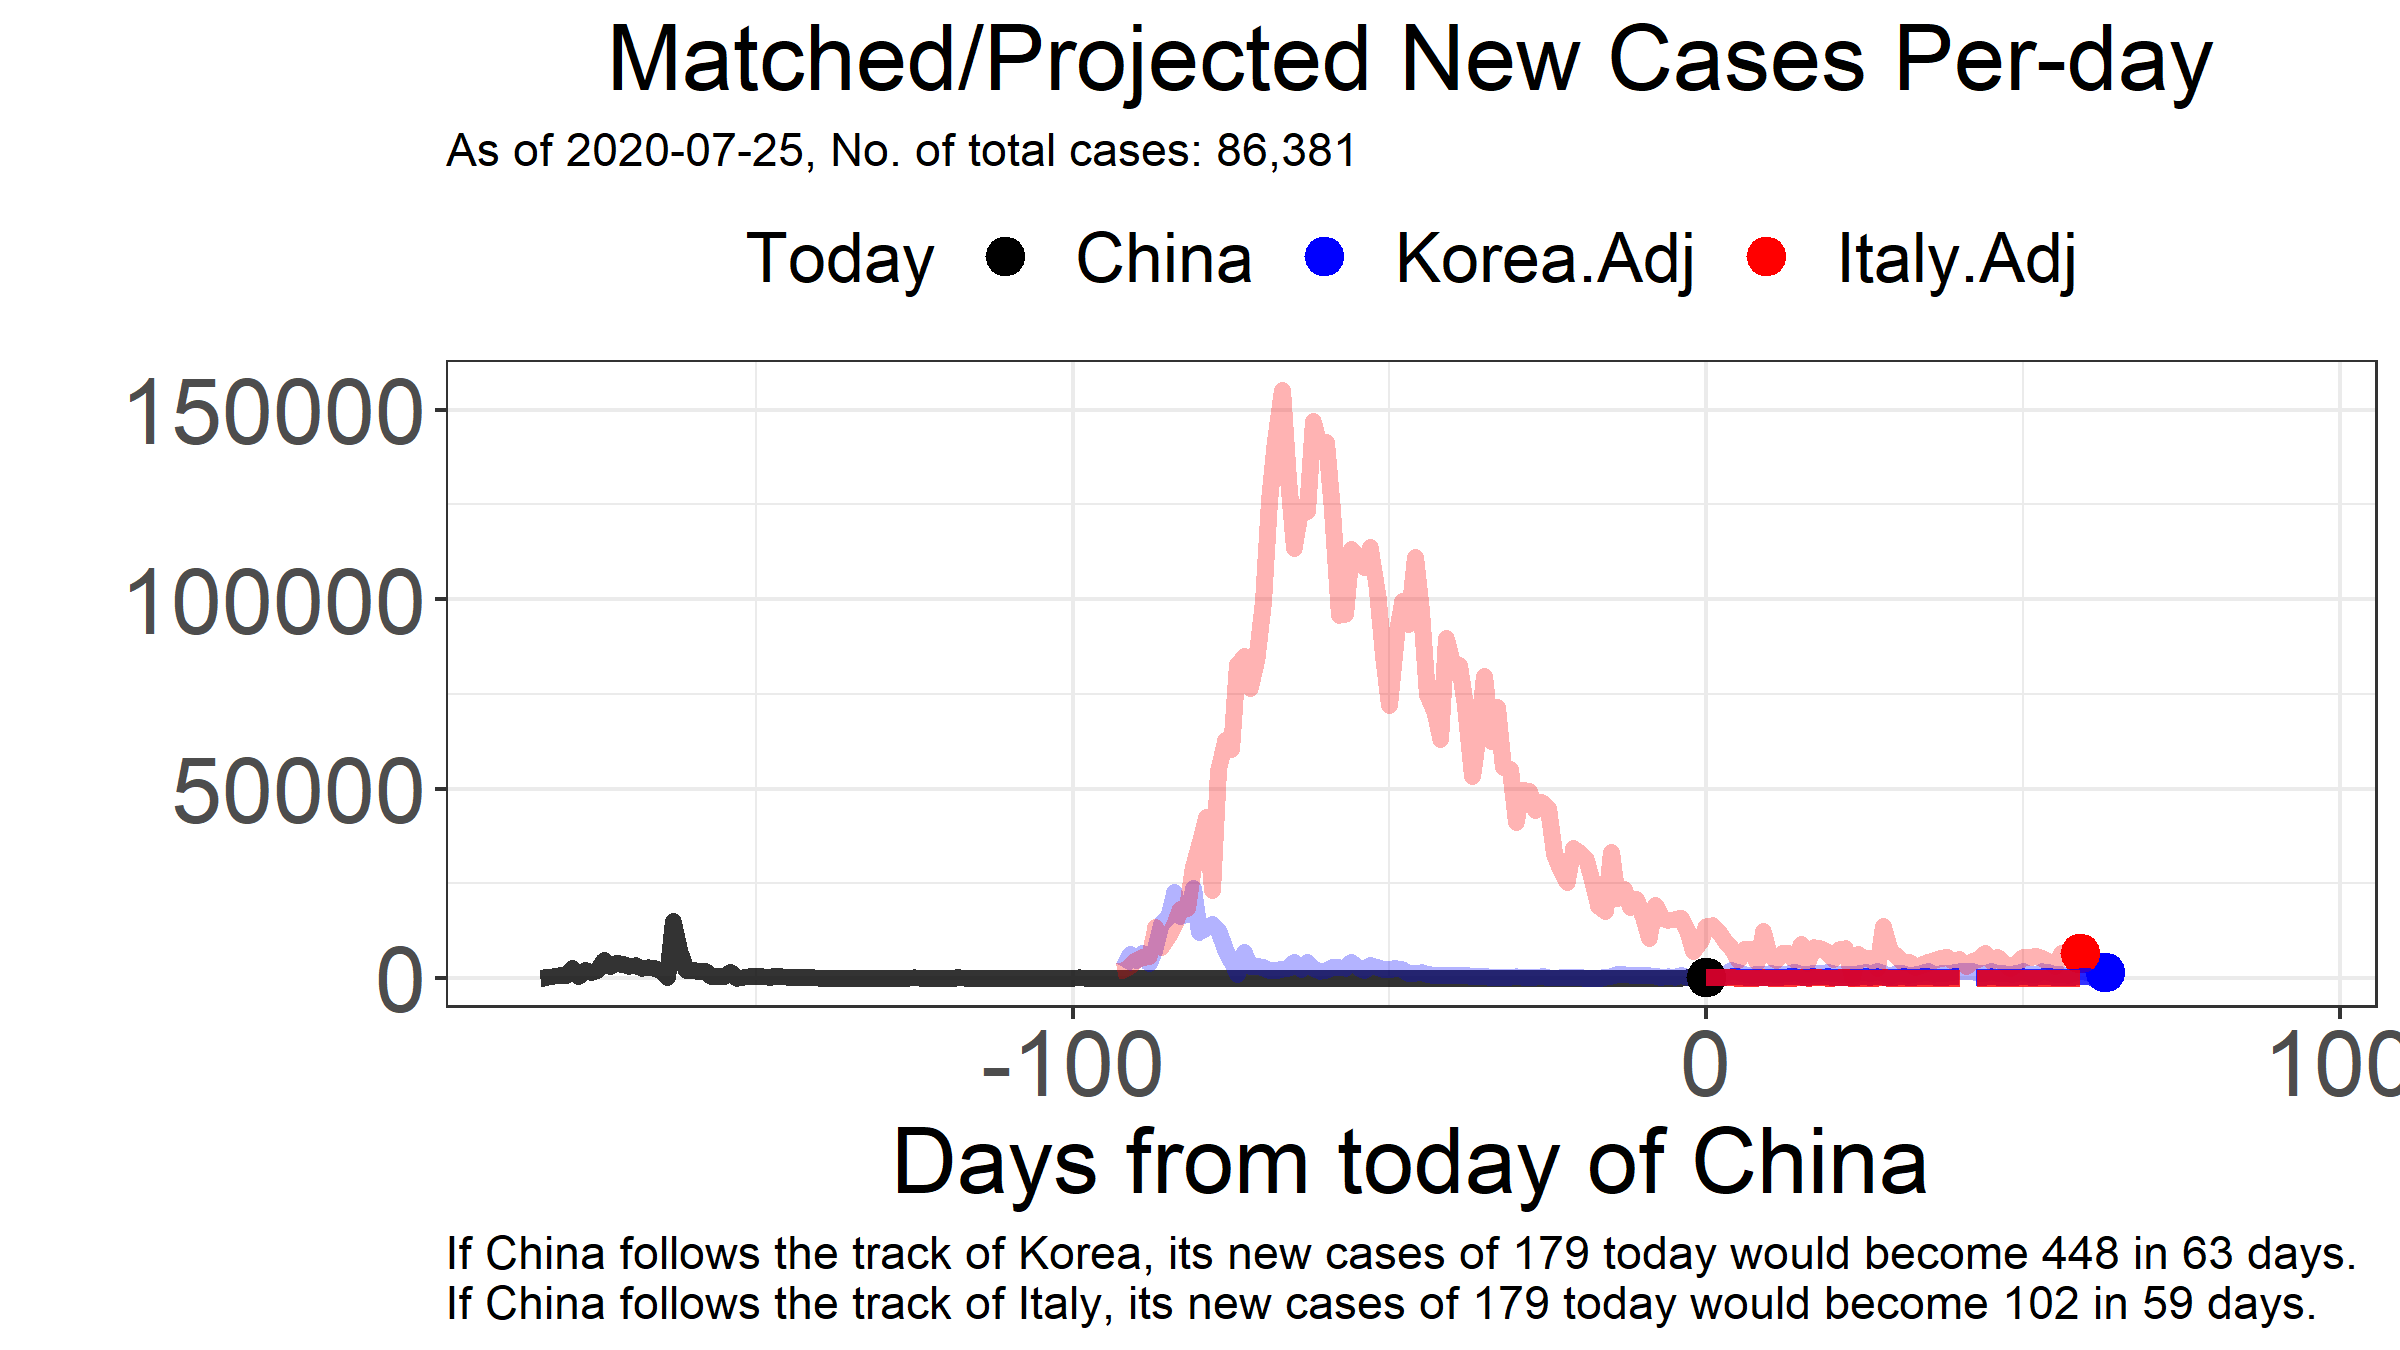 Matched/Projected New Cases Per-day
As of 2020-07-25, No. of total cases: 86,381
Today China Korea.Adj Italy.Adj
150000
100000
50000
0
-100 0 100
Days from today of China
If China follows the track of Korea, its new cases of 179 today would become 448 in 63 days.
If China follows the track of Italy, its new cases of 179 today would become 102 in 59 days.